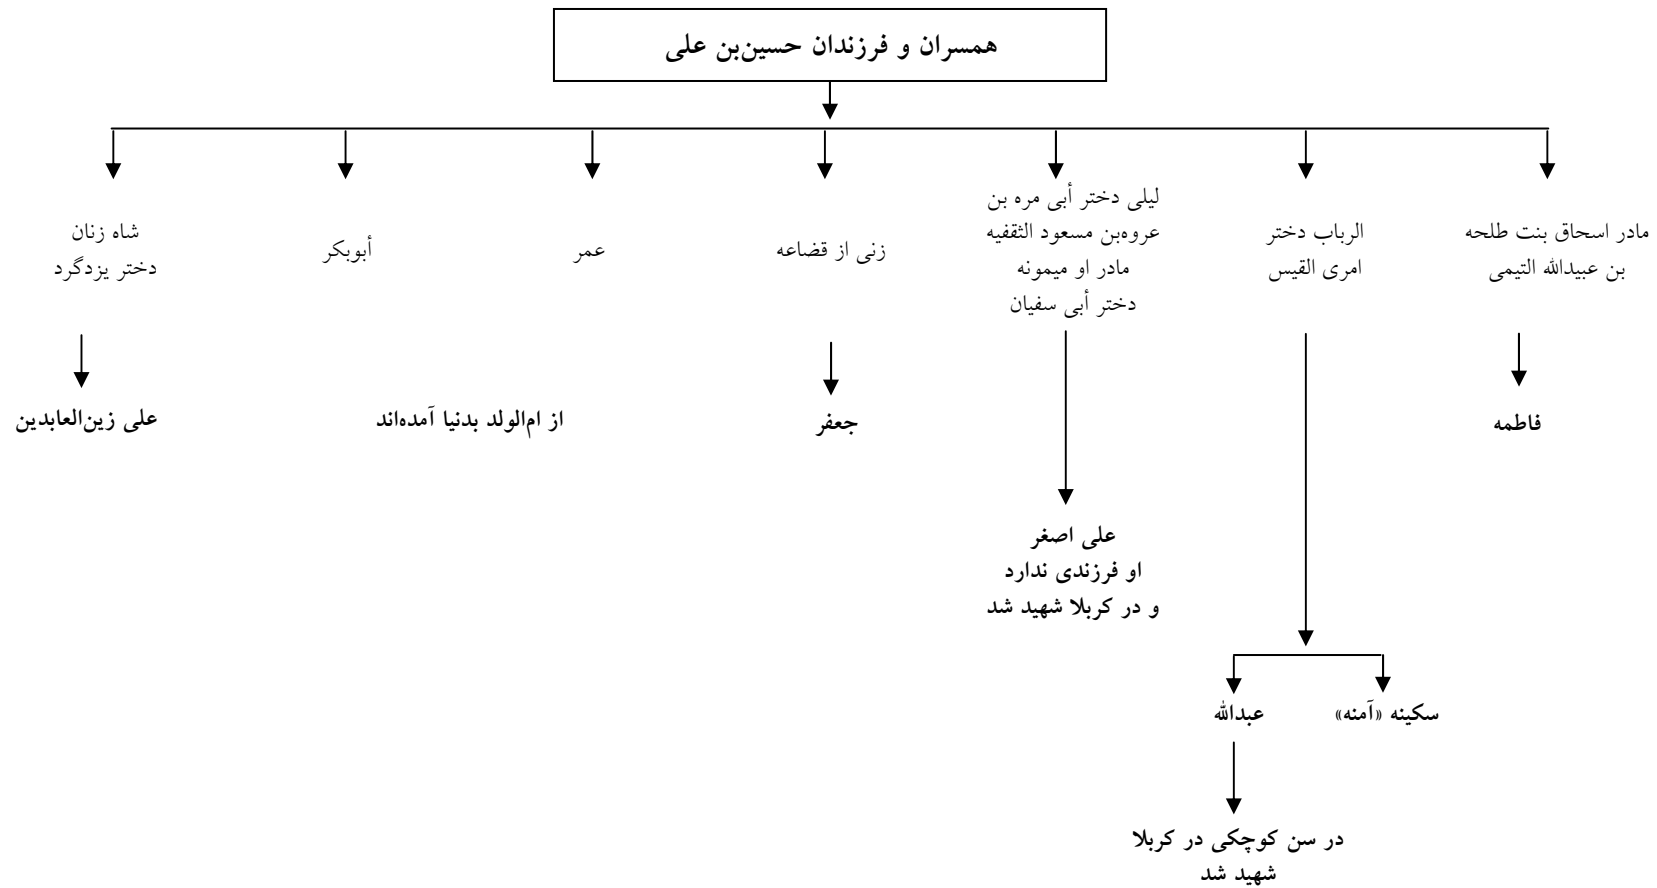 همسران و فرزندان حسین‌بن علی
مادر اسحاق بنت طلحه
بن عبیدالله التیمی
الرباب دختر
امری القیس
لیلی دختر أبی مره بن
عروه‌بن مسعود الثقفیه
مادر او میمونه
دختر أبی سفیان
زنی از قضاعه
عمر
أبوبکر
شاه زنان
دختر یزدگرد
فاطمه
جعفر
از ام‌الولد بدنیا آمده‌اند
علی زین‌العابدین
علی اصغر
او فرزندی ندارد
و در کربلا شهید شد
سکینه «آمنه»
عبدالله
در سن کوچکی در کربلا
شهید شد